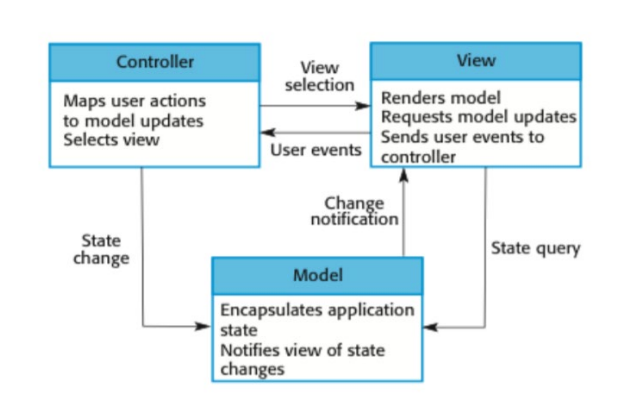 Controller
Maps user actions
to model updates
Selects view
View
selection
User events
View
Renders model
Requests model updates
Sends user events to
controller
State
change
Change
notification
State query
Model
Encapsulates application
state
Notifies view of state
changes